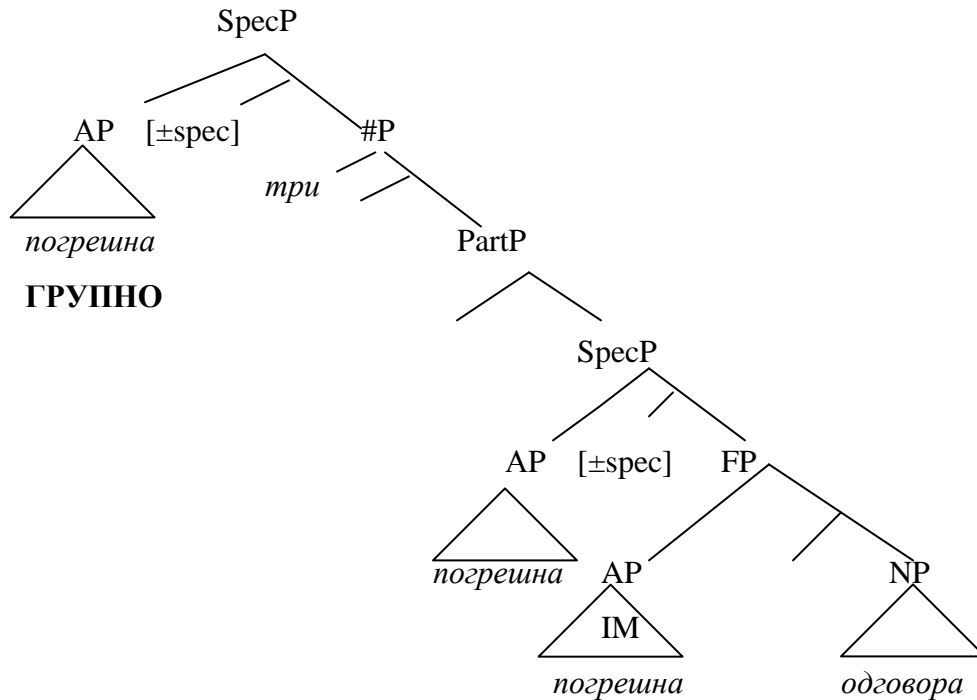 SpecP
AP [±spec] #P
три
погрешна
PartP
ГРУПНО
SpecP
AP [±spec] FP
погрешна AP NP
IM
погрешна одговора